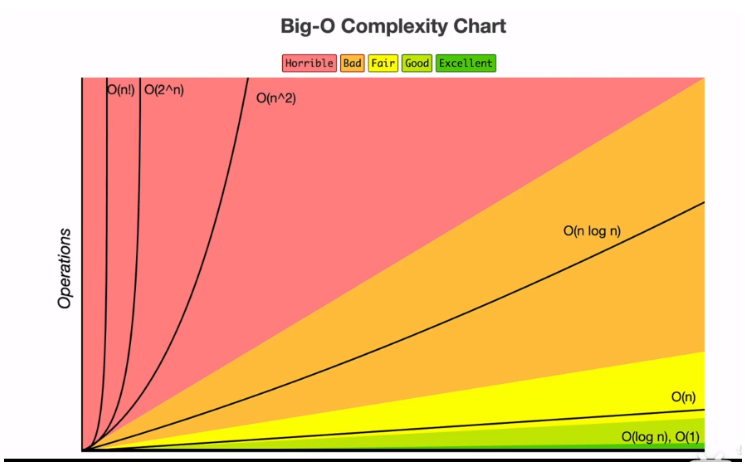 Big-O Complexity Chart
Horrible Bad Fair Good Excellent
O(n!) O(2^n)
O(n^2)
O(n log n)
Operations
O(n)
O(log n), O(1)